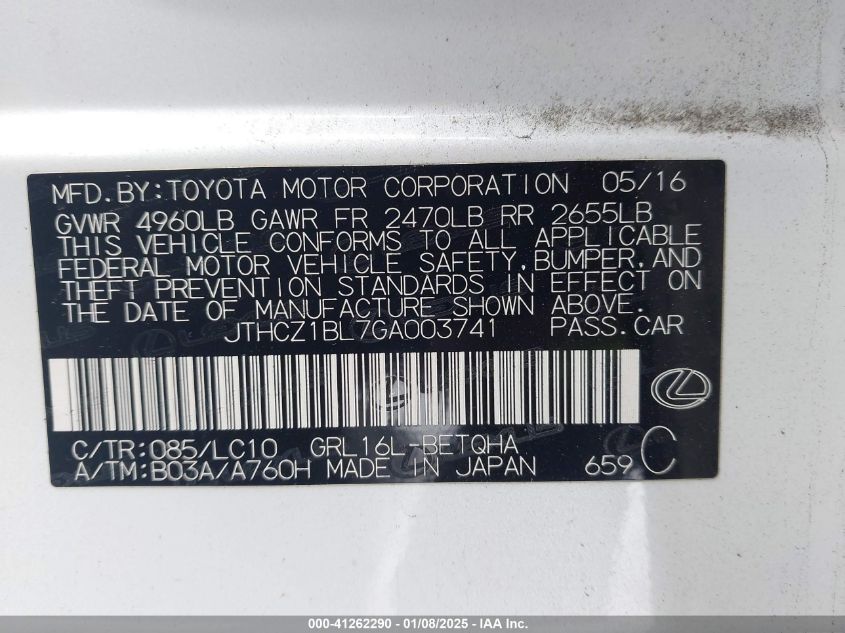 MFD.BY:TOYOTA MOTOR CORPORATION 05/16
GVWR 4960LB GAWR FR 2470LB RR 2655LB
THIS VEHICLE CONFORMS TO ALL APPLICABLE
FEDERAL MOTOR VEHICLE SAFETY,BUMPER,AND
THEFT PREVENTION STANDARDS IN EFFECT ON
THE DATE OF MANUFACTURE SHOWN ABOVE.
JTHCZ1BL7GA003741 PASS.CAR
C/TR:085/LC10 GRL16L-BETQHA
A/TM:B03A/A760H MADE IN JAPAN 659 C
000-41262290 - 01/08/2025 - IAA Inc.